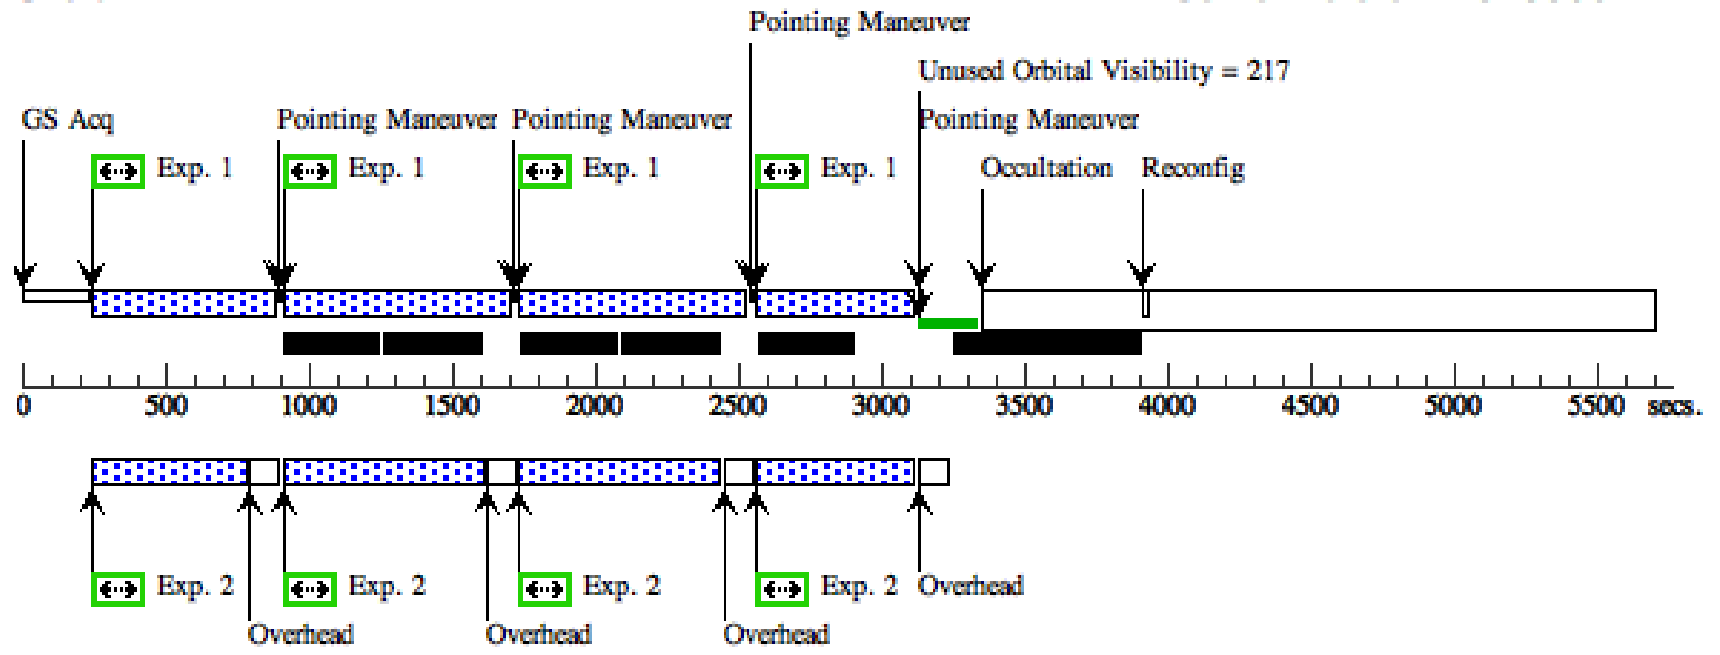 Pointing Maneuver
Unused Orbital Visibility = 217
GS Acq Pointing Maneuver Pointing Maneuver Pointing Maneuver
Exp. 1 Exp. 1 Exp. 1 Exp. 1 Occultation Reconfig
0 500 1000 1500 2000 2500 3000 3500 4000 4500 5000 5500 secs.
Exp. 2 Exp. 2 Exp. 2 Exp. 2 Overhead
Overhead Overhead Overhead